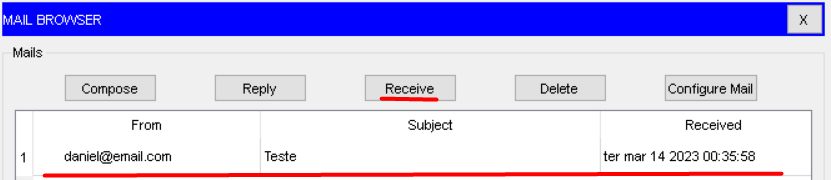 MAIL BROWSER X
Mails
Compose Reply Receive Delete Configure Mail
From Subject Received
1 daniel@email.com Teste ter mar 14 2023 00:35:58